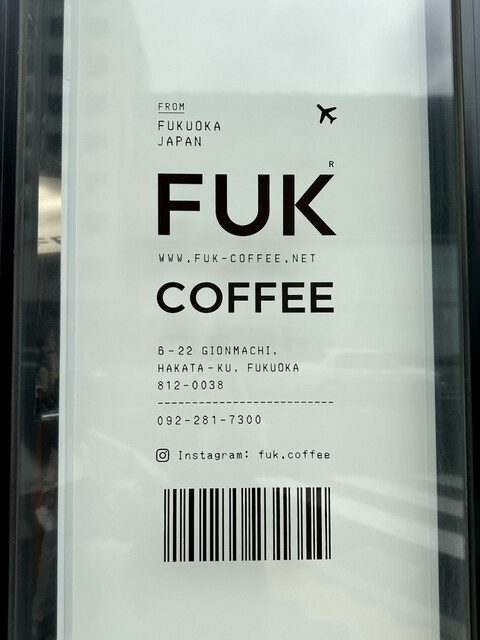 FROM
FUKUOKA
JAPAN
R
FUK
WWW.FUK-COFFEE.NET
COFFEE
6-22 GIONMACHI,
HAKATA-KU, FUKUOKA
812-0038
092-281-7300
Instagram: fuk.coffee